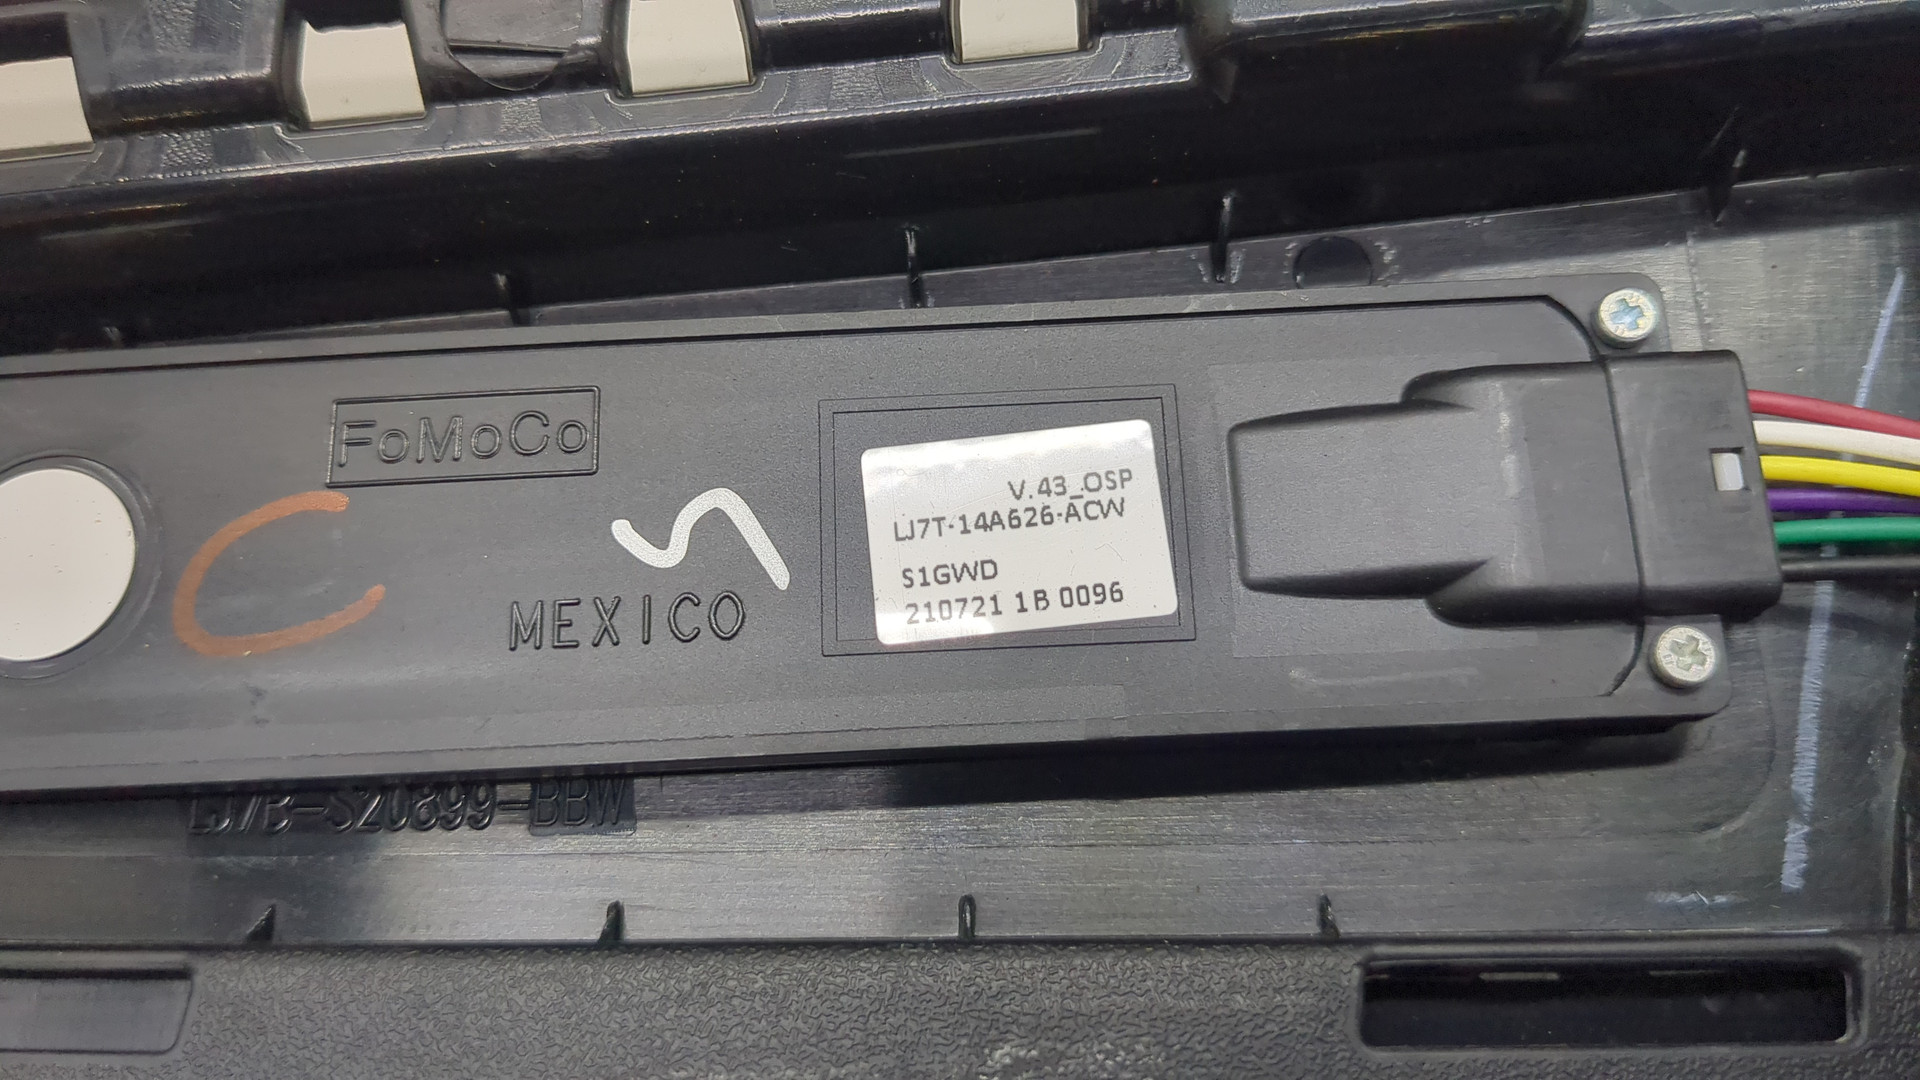 FoMoCo
C
V.43_OSP
LJ7T-14A626-ACW
S1GWD
210721 1B 0096
MEXICO
LJ7B-S20899-BBW